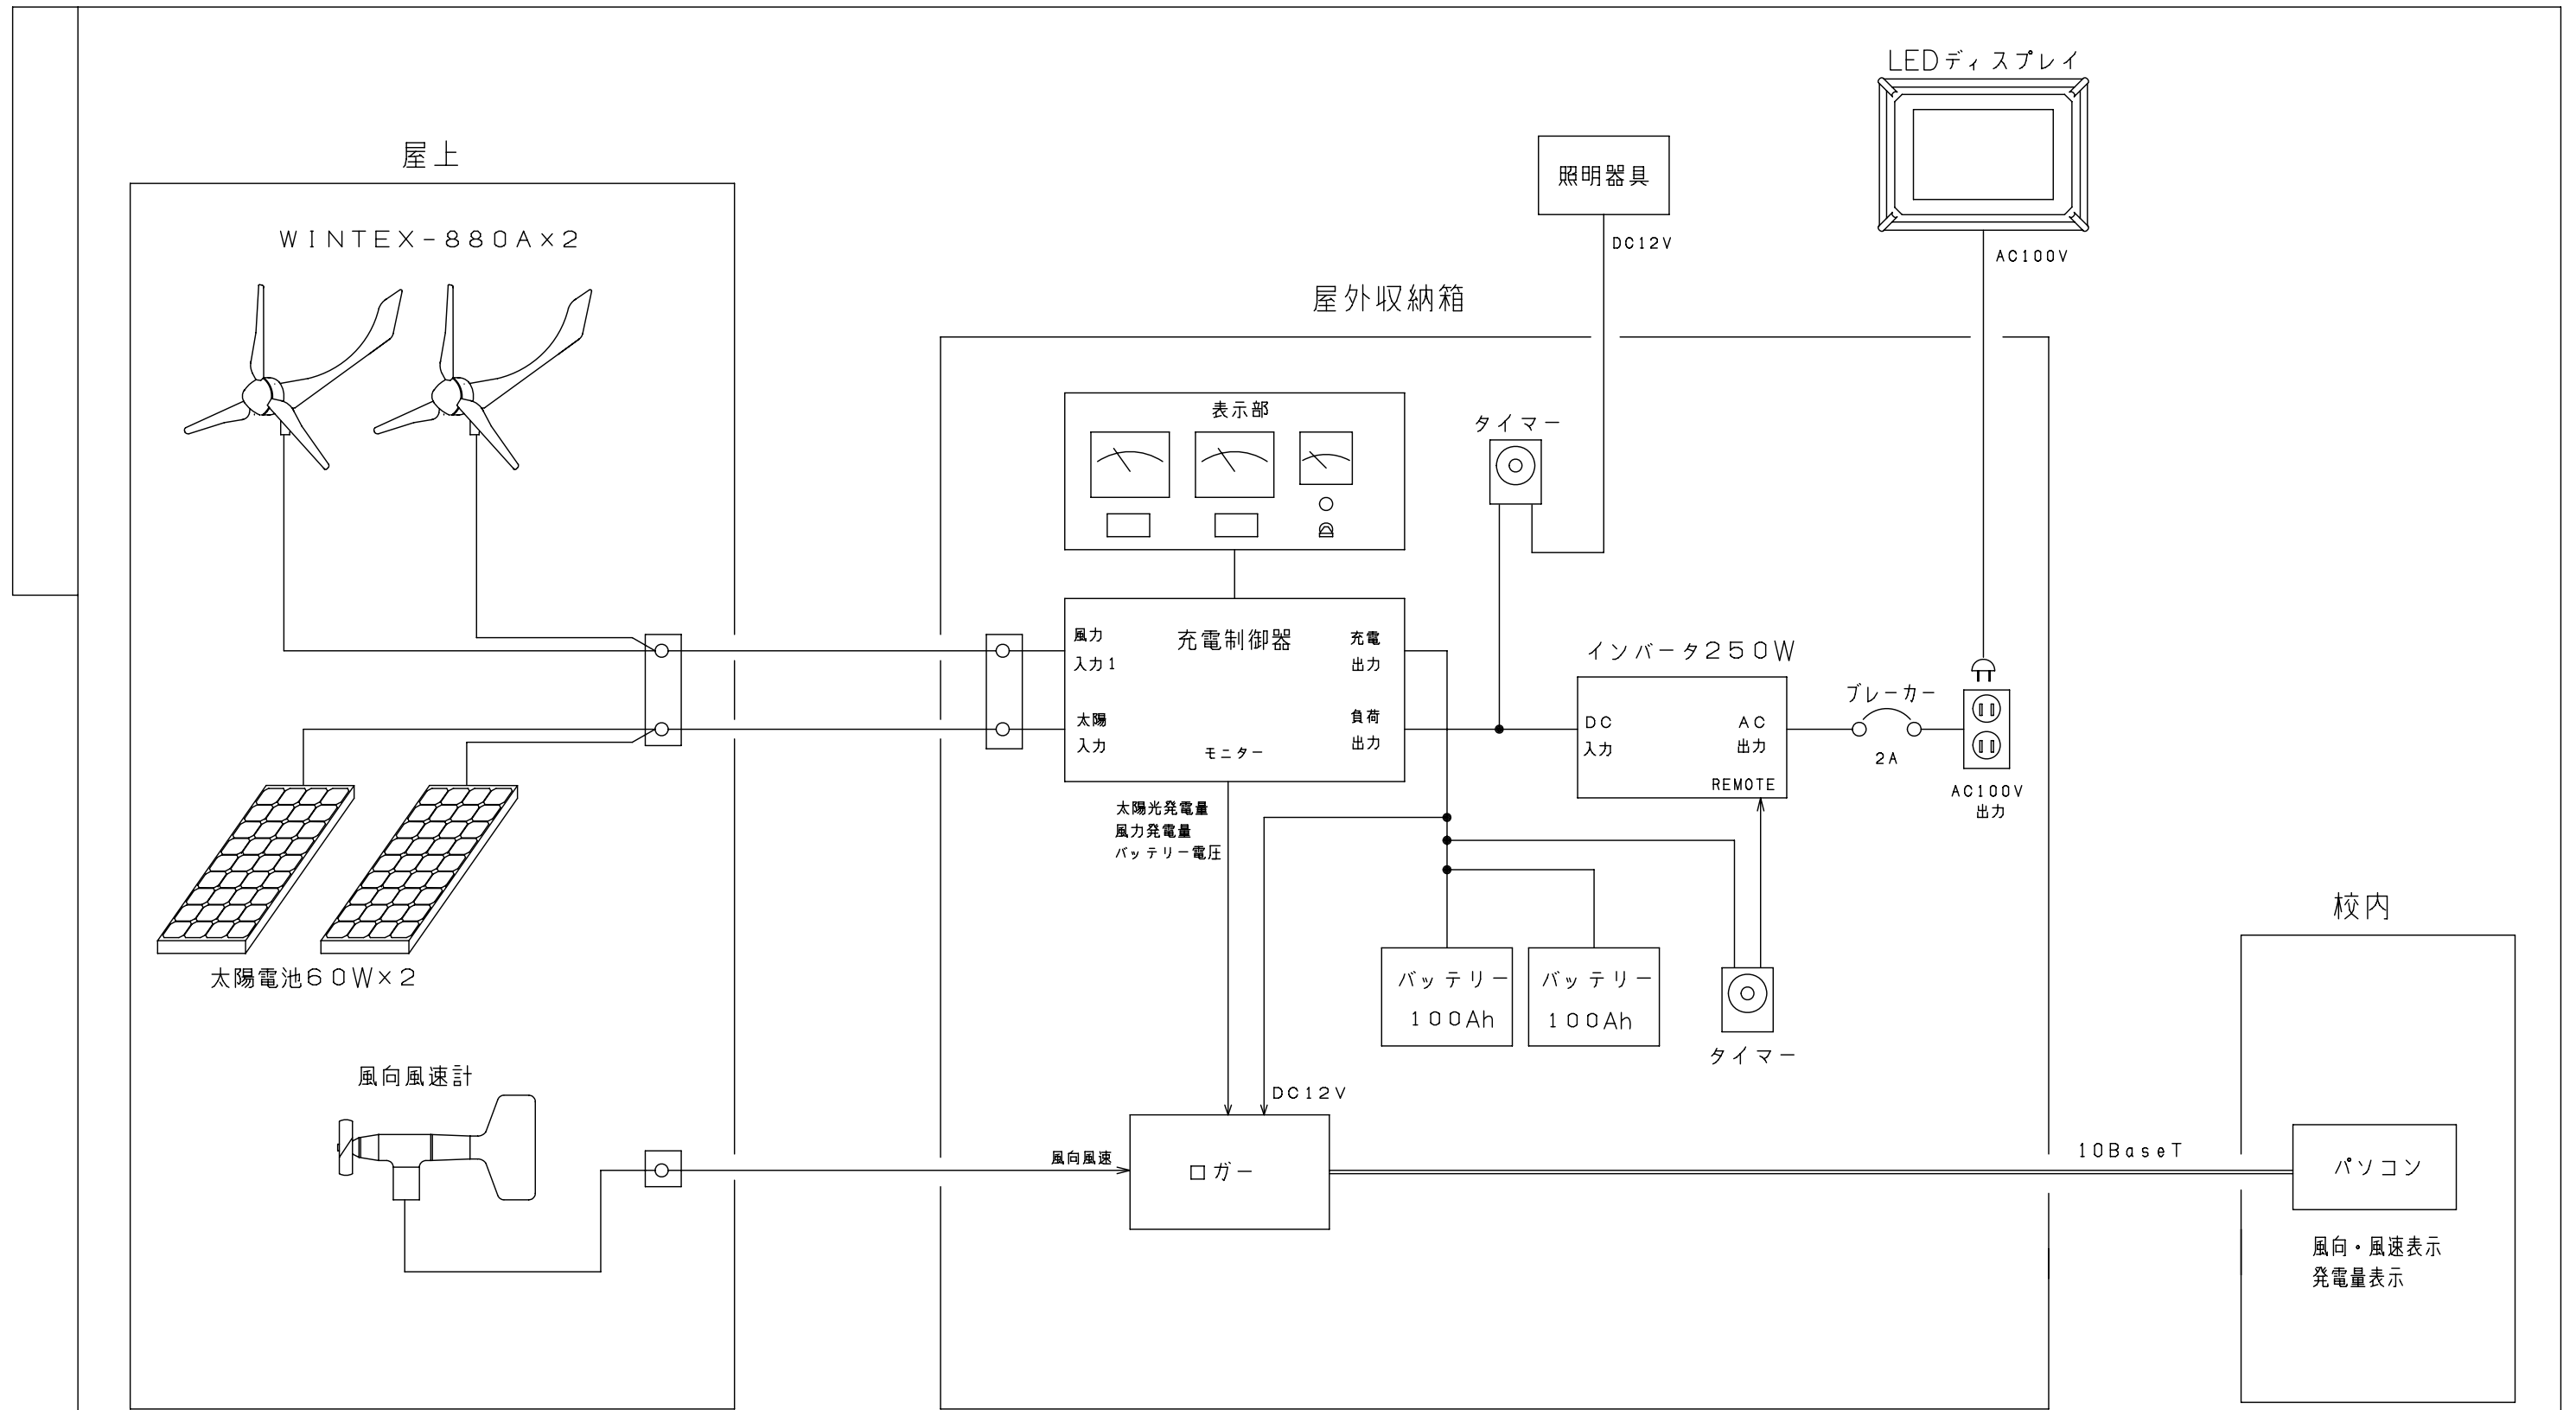 LEDディスプレイ
屋上
照明器具
WINTEX-880A×2
DC12V
AC100V
屋外収納箱
表示部
タイマー
風力
入力1
充電制御器
充電
出力
インバータ250W
太陽
入力
モニター
負荷
出力
DC
入力
AC
出力
REMOTE
ブレーカー
2A
AC100V
出力
太陽光発電量
風力発電量
バッテリー電圧
校内
太陽電池60W×2
バッテリー
100Ah
バッテリー
100Ah
タイマー
風向風速計
DC12V
風向風速
ロガー
10BaseT
パソコン
風向・風速表示
発電量表示